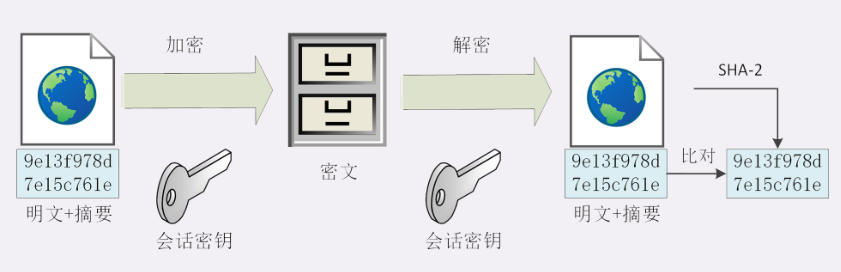 加密
解密
SHA-2
9e13f978d
7e15c761e
明文+摘要
会话密钥
密文
会话密钥
9e13f978d
7e15c761e
明文+摘要
比对
9e13f978d
7e15c761e